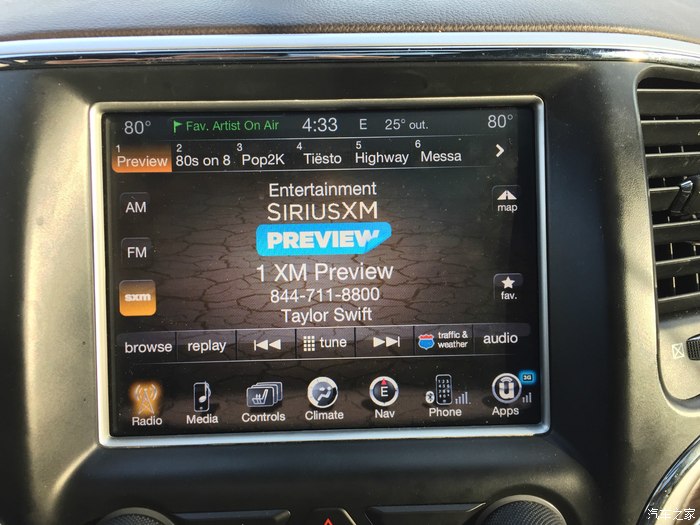 80° Fav. Artist On Air 4:33 E 25° out. 80°
1 2 3 4 5 6
Preview 80s on 8 Pop2K Tiësto Highway Messa
Entertainment
AM SIRIUSXM map
PREVIEW
FM 1 XM Preview
844-711-8800 fav.
sxm Taylor Swift
browse replay tune traffic & weather audio
E 3G
Radio Media Controls Climate Nav Phone Apps
汽车之家